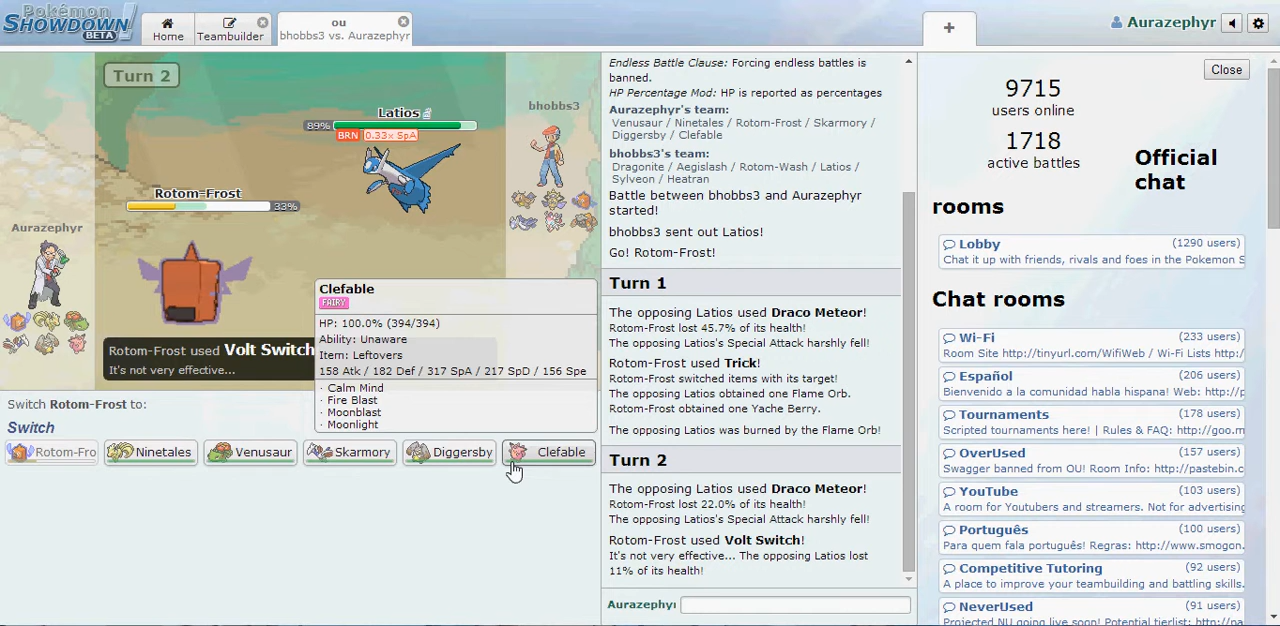 Pokémon
SHOWDOWN!
BETA
Home
Teambuilder
ou
bhobbs3 vs. Aurazephyr
+
Aurazephyr
Turn 2
Latios
89%
BRN 0.33x SpA
bhobbs3
Rotom-Frost
33%
Aurazephyr
Rotom-Frost used Volt Switch
It's not very effective...
Clefable
FAIRY
HP: 100.0% (394/394)
Ability: Unaware
Item: Leftovers
158 Atk / 182 Def / 317 SpA / 217 SpD / 156 Spe
· Calm Mind
· Fire Blast
· Moonblast
· Moonlight
Switch Rotom-Frost to:
Switch
Rotom-Fro
Ninetales
Venusaur
Skarmory
Diggersby
Clefable
Endless Battle Clause: Forcing endless battles is
banned.
HP Percentage Mod: HP is reported as percentages
Aurazephyr's team:
Venusaur / Ninetales / Rotom-Frost / Skarmory /
Diggersby / Clefable
bhobbs3's team:
Dragonite / Aegislash / Rotom-Wash / Latios /
Sylveon / Heatran
Battle between bhobbs3 and Aurazephyr
started!
bhobbs3 sent out Latios!
Go! Rotom-Frost!
Turn 1
The opposing Latios used Draco Meteor!
Rotom-Frost lost 45.7% of its health!
The opposing Latios's Special Attack harshly fell!
Rotom-Frost used Trick!
Rotom-Frost switched items with its target!
The opposing Latios obtained one Flame Orb.
Rotom-Frost obtained one Yache Berry.
The opposing Latios was burned by the Flame Orb!
Turn 2
The opposing Latios used Draco Meteor!
Rotom-Frost lost 22.0% of its health!
The opposing Latios's Special Attack harshly fell!
Rotom-Frost used Volt Switch!
It's not very effective... The opposing Latios lost
11% of its health!
Aurazephyr
Close
9715
users online
1718
active battles
Official
chat
rooms
Lobby (1290 users)
Chat it up with friends, rivals and foes in the Pokemon S
Chat rooms
Wi-Fi (233 users)
Room Site http://tinyurl.com/WifiWeb / Wi-Fi Lists http:/
Español (206 users)
Bienvenido a la comunidad habla hispana! Web: http://p
Tournaments (178 users)
Scripted tournaments here! | Rules & FAQ: http://goo.m
OverUsed (157 users)
Swagger banned from OU! Room Info: http://pastebin.c
YouTube (103 users)
A room for Youtubers and streamers. Not for advertising
Português (100 users)
Para quem fala português! Regras: http://www.smogon.
Competitive Tutoring (92 users)
A place to improve your teambuilding and battling skills.
NeverUsed (91 users)
Projected NU going live soon! Potential tierlist: http://pa